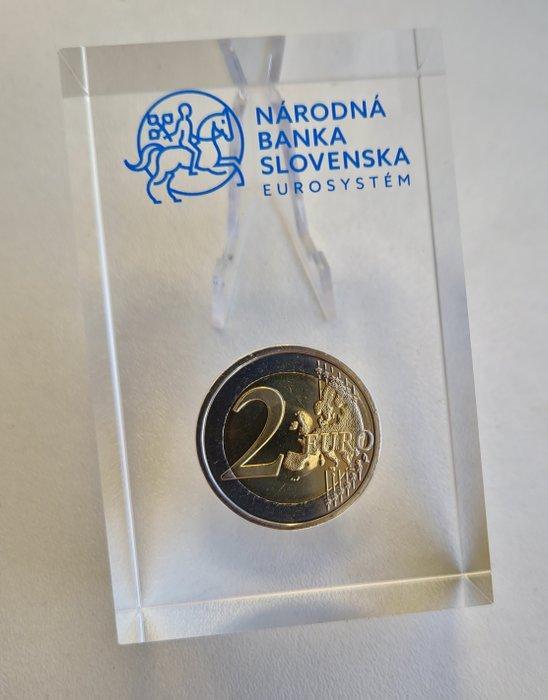 NÁRODNÁ
BANKA
SLOVENSKA
EUROSYSTÉM
2 EURO